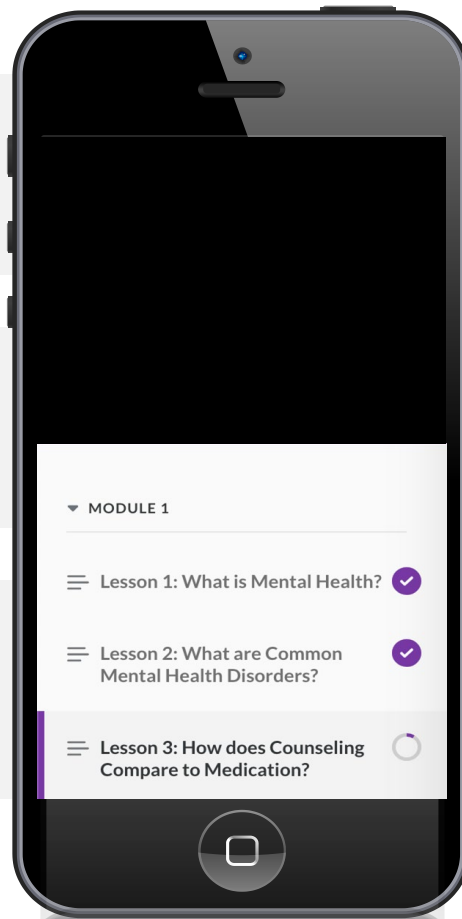 MODULE 1
Lesson 1: What is Mental Health?
Lesson 2: What are Common
Mental Health Disorders?
Lesson 3: How does Counseling
Compare to Medication?